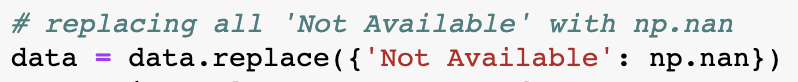 # replacing all 'Not Available' with np.nan
data = data.replace({'Not Available': np.nan})